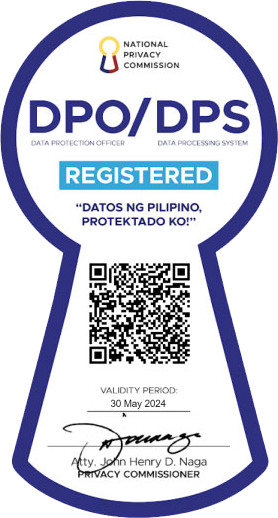 NATIONAL
PRIVACY
COMMISSION
DPO/DPS
DATA PROTECTION OFFICER DATA PROCESSING SYSTEM
REGISTERED
“DATOS NG PILIPINO,
PROTEKTADO KO!”
VALIDITY PERIOD:
30 May 2024
Atty. John Henry D. Naga
PRIVACY COMMISSIONER